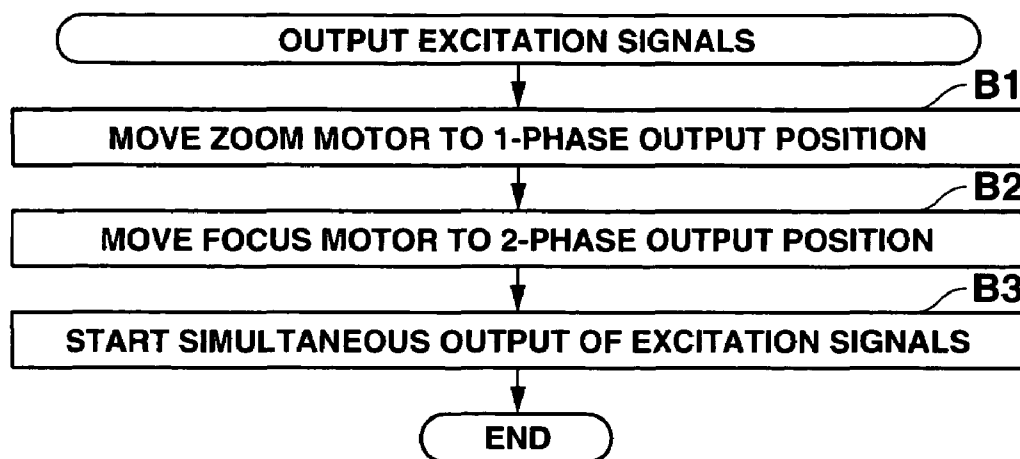 OUTPUT EXCITATION SIGNALS
B1
MOVE ZOOM MOTOR TO 1-PHASE OUTPUT POSITION
B2
MOVE FOCUS MOTOR TO 2-PHASE OUTPUT POSITION
B3
START SIMULTANEOUS OUTPUT OF EXCITATION SIGNALS
END